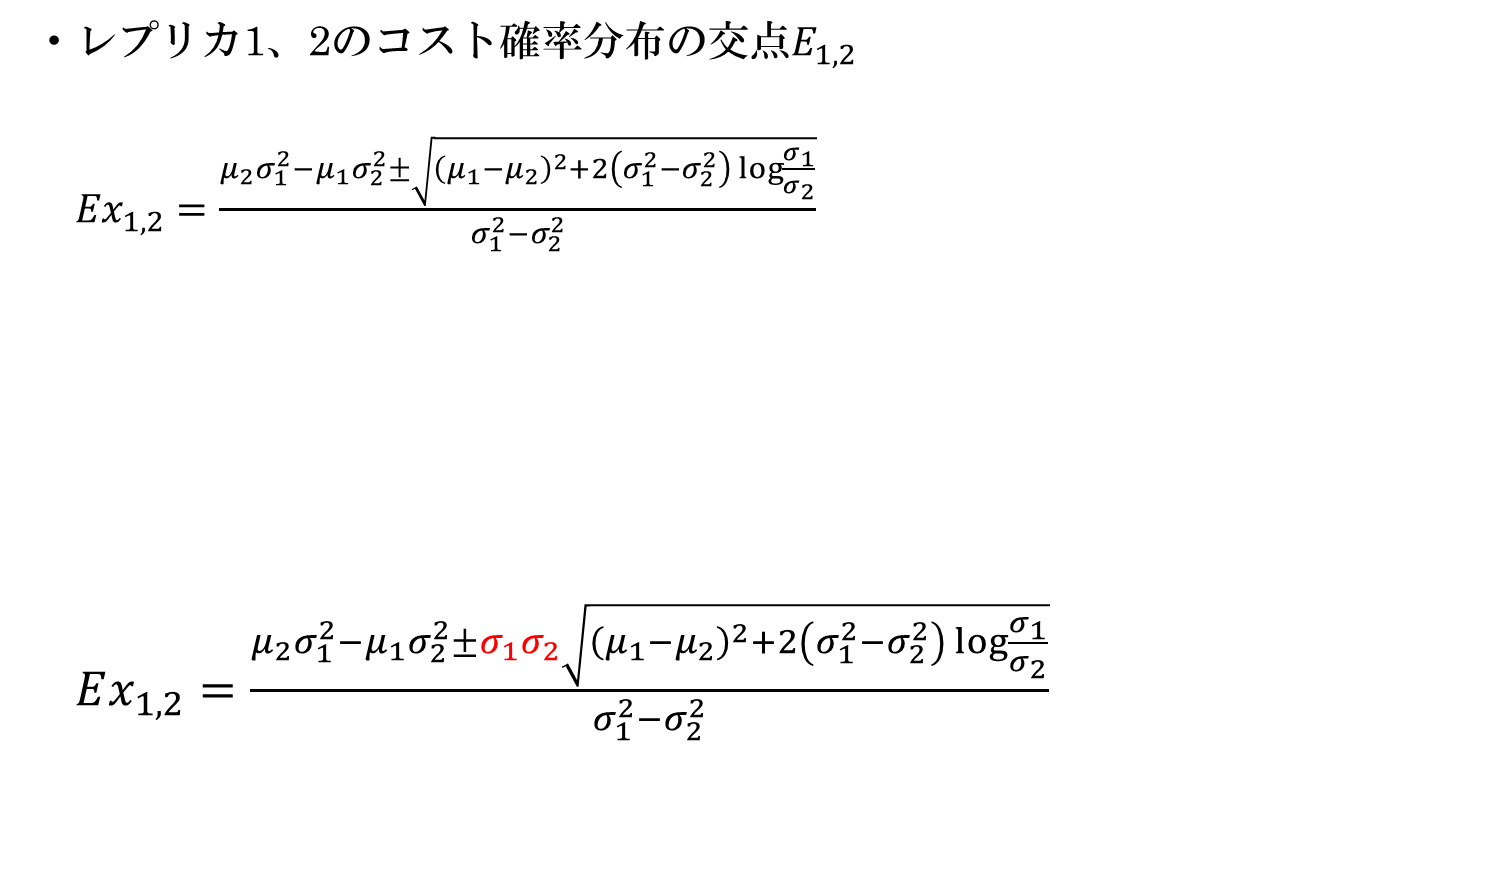 ・レプリカ1、2のコスト確率分布の交点𝐸₁,₂
𝐸𝑥₁,₂ = (𝜇₂𝜎₁²−𝜇₁𝜎₂²±√((𝜇₁−𝜇₂)²+2(𝜎₁²−𝜎₂²) log 𝜎₁/𝜎₂)) / (𝜎₁²−𝜎₂²)
𝐸𝑥₁,₂ = (𝜇₂𝜎₁²−𝜇₁𝜎₂²±𝜎₁𝜎₂√((𝜇₁−𝜇₂)²+2(𝜎₁²−𝜎₂²) log 𝜎₁/𝜎₂)) / (𝜎₁²−𝜎₂²)